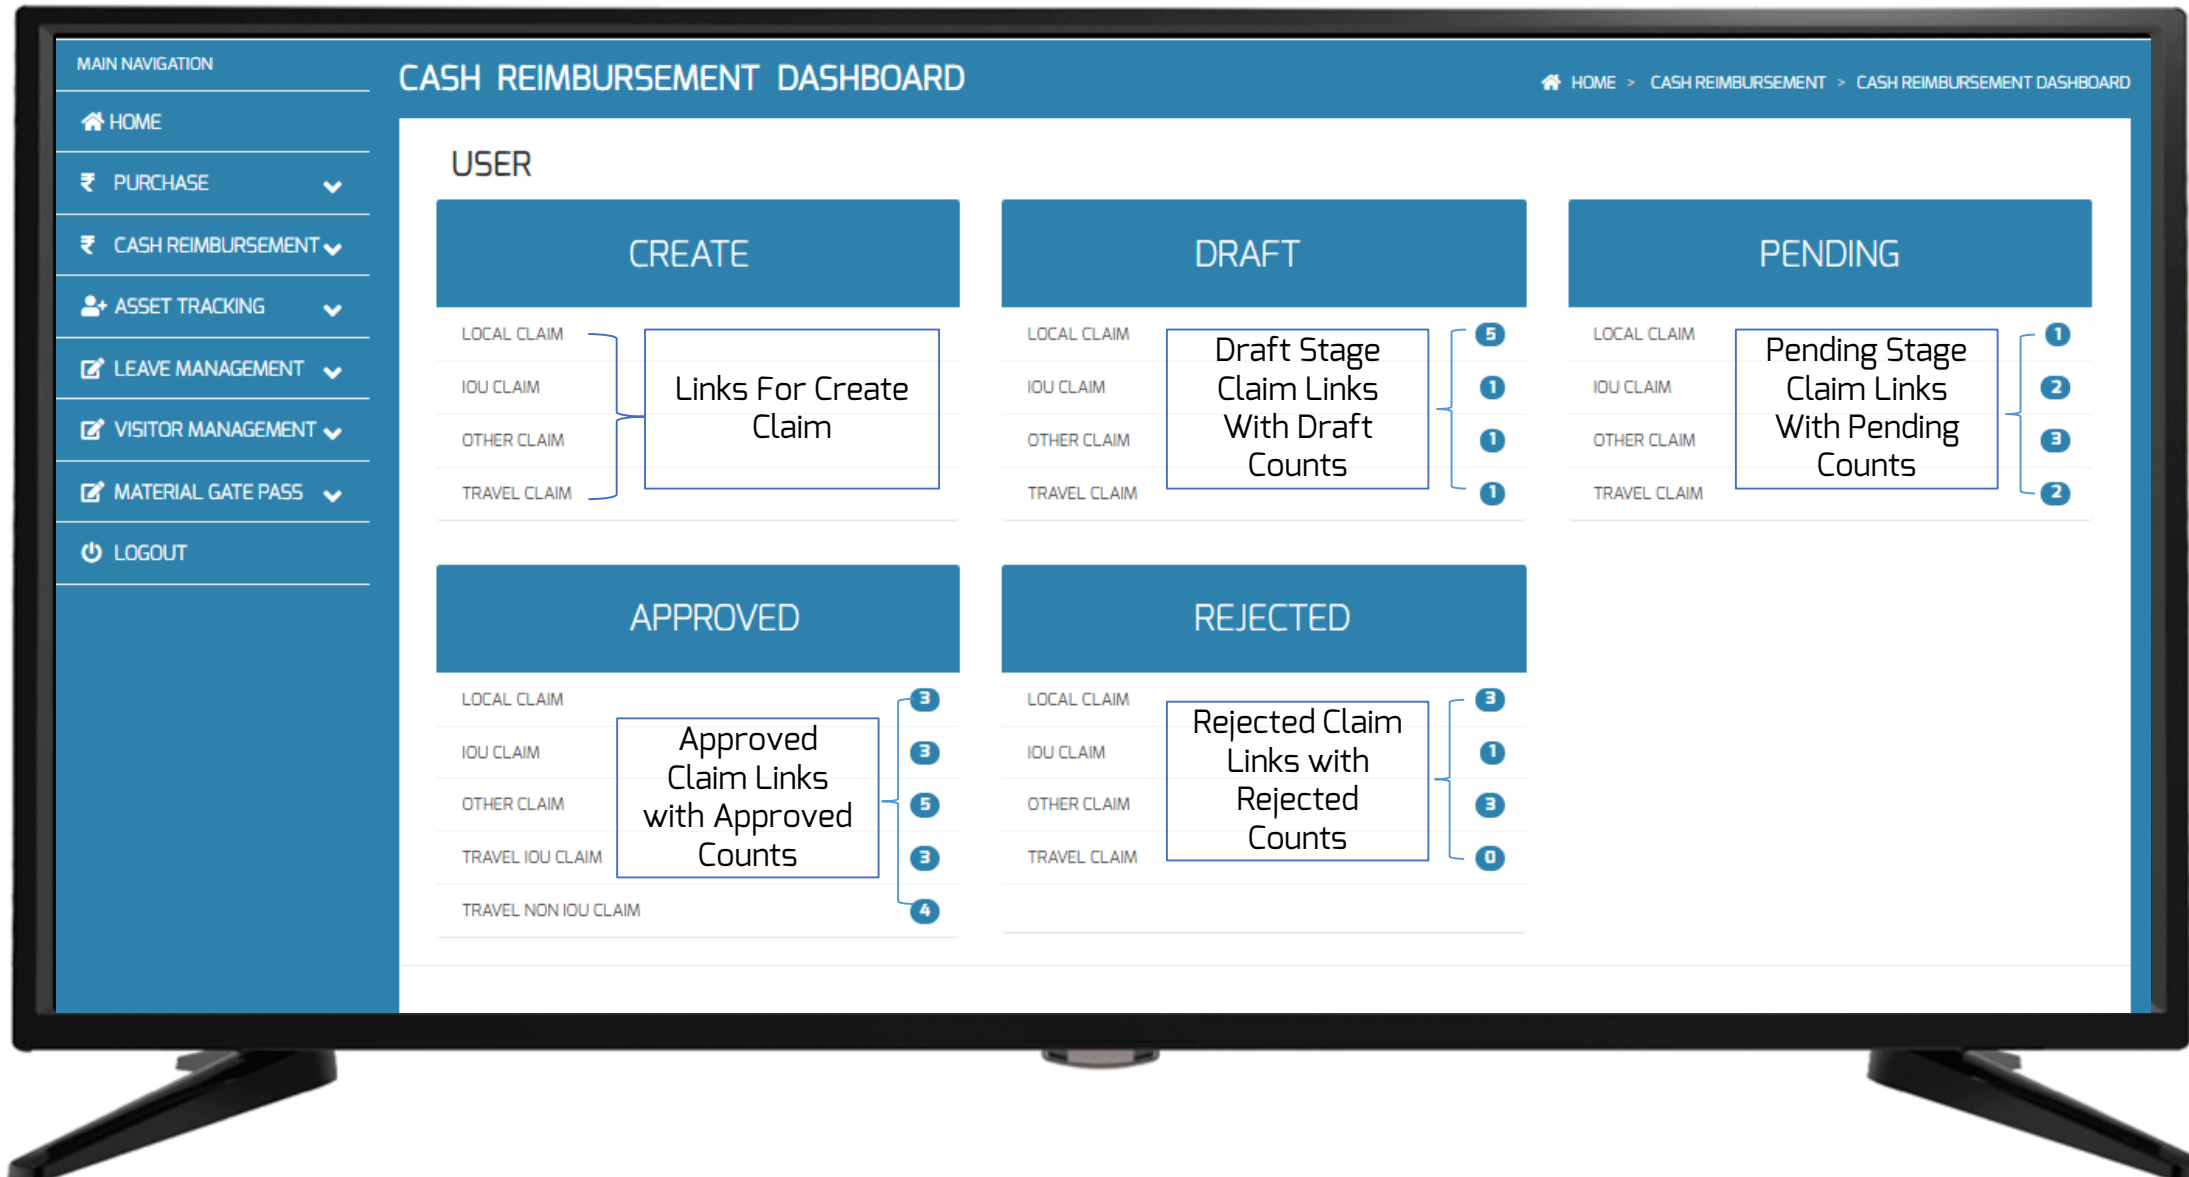 MAIN NAVIGATION
HOME
₹ PURCHASE
₹ CASH REIMBURSEMENT
ASSET TRACKING
LEAVE MANAGEMENT
VISITOR MANAGEMENT
MATERIAL GATE PASS
LOGOUT
CASH REIMBURSEMENT DASHBOARD
HOME > CASH REIMBURSEMENT > CASH REIMBURSEMENT DASHBOARD
USER
CREATE
LOCAL CLAIM
IOU CLAIM
OTHER CLAIM
TRAVEL CLAIM
Links For Create
Claim
DRAFT
LOCAL CLAIM 5
IOU CLAIM 1
OTHER CLAIM 1
TRAVEL CLAIM 1
Draft Stage
Claim Links
With Draft
Counts
PENDING
LOCAL CLAIM 1
IOU CLAIM 2
OTHER CLAIM 3
TRAVEL CLAIM 2
Pending Stage
Claim Links
With Pending
Counts
APPROVED
LOCAL CLAIM 3
IOU CLAIM 3
OTHER CLAIM 5
TRAVEL IOU CLAIM 3
TRAVEL NON IOU CLAIM 4
Approved
Claim Links
with Approved
Counts
REJECTED
LOCAL CLAIM 3
IOU CLAIM 1
OTHER CLAIM 3
TRAVEL CLAIM 0
Rejected Claim
Links with
Rejected
Counts